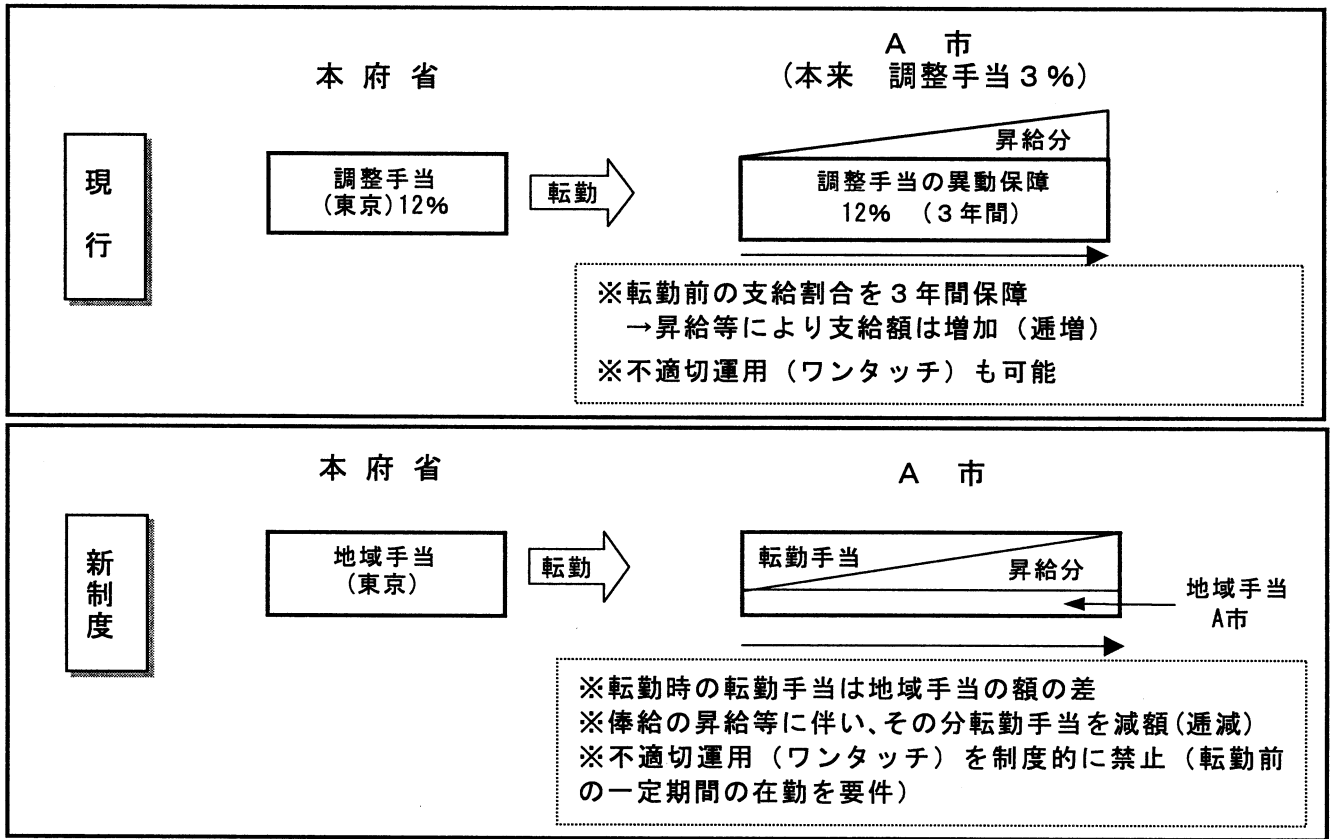 現行
本府省
A 市
(本来 調整手当3%)
調整手当
(東京)12%
転勤
昇給分
調整手当の異動保障
12% (3年間)
※転勤前の支給割合を3年間保障
→昇給等により支給額は増加(逓増)
※不適切運用(ワンタッチ)も可能
新制度
本府省
A 市
地域手当
(東京)
転勤
転勤手当
昇給分
地域手当
A市
※転勤時の転勤手当は地域手当の額の差
※俸給の昇給等に伴い、その分転勤手当を減額(逓減)
※不適切運用(ワンタッチ)を制度的に禁止(転勤前
の一定期間の在勤を要件)